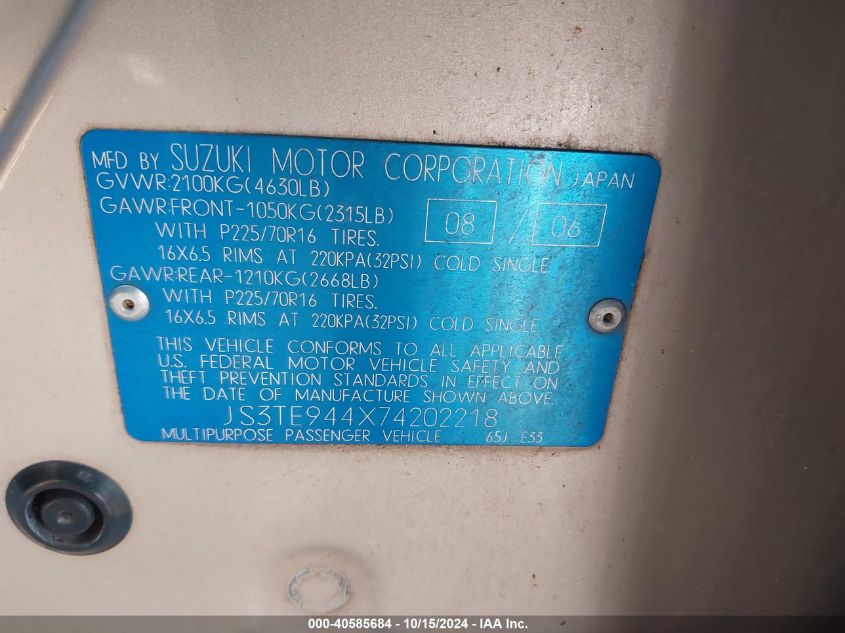 MFD BY SUZUKI MOTOR CORPORATION JAPAN
GVWR:2100KG(4630LB)
GAWR:FRONT-1050KG(2315LB) 08 / 06
WITH P225/70R16 TIRES.
16X6.5 RIMS AT 220KPA(32PSI) COLD SINGLE
GAWR:REAR-1210KG(2668LB)
WITH P225/70R16 TIRES.
16X6.5 RIMS AT 220KPA(32PSI) COLD SINGLE.
THIS VEHICLE CONFORMS TO ALL APPLICABLE
U.S. FEDERAL MOTOR VEHICLE SAFETY AND
THEFT PREVENTION STANDARDS IN EFFECT ON
THE DATE OF MANUFACTURE SHOWN ABOVE.
JS3TE944X74202218
MULTIPURPOSE PASSENGER VEHICLE 65J E33
000-40585684 - 10/15/2024 - IAA Inc.